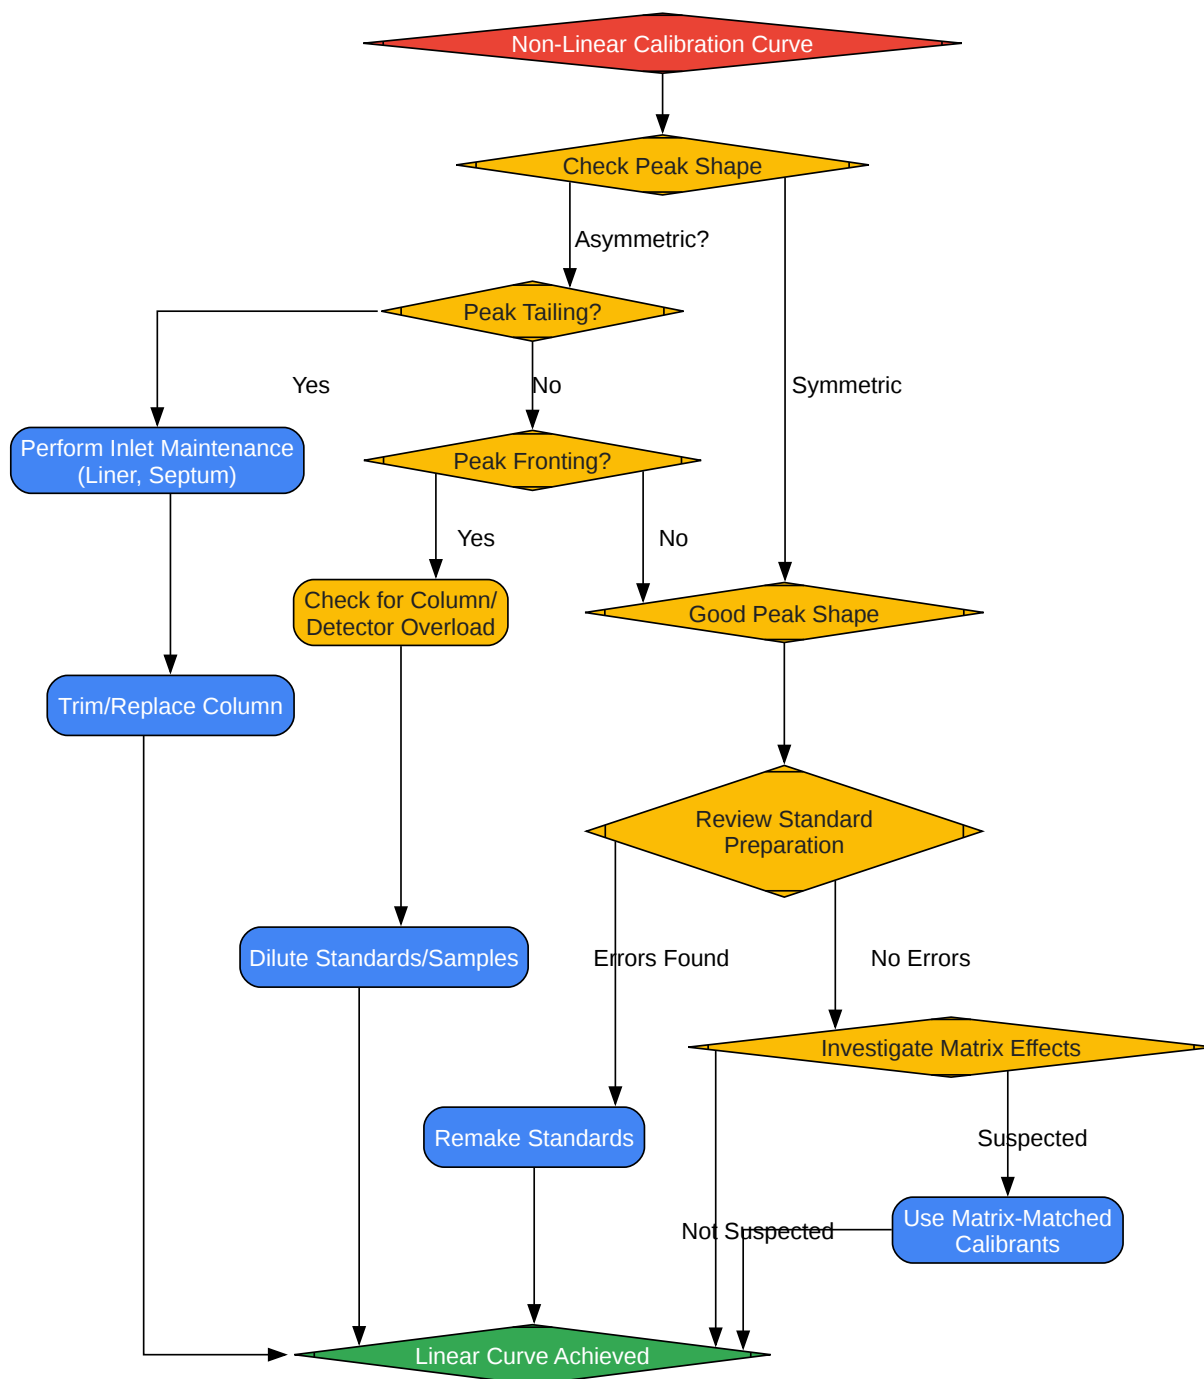 Non-Linear Calibration Curve
Check Peak Shape
Asymmetric?
Peak Tailing?
Yes
No
Symmetric
Perform Inlet Maintenance
(Liner, Septum)
Peak Fronting?
Yes
No
Check for Column/
Detector Overload
Good Peak Shape
Trim/Replace Column
Review Standard
Preparation
Dilute Standards/Samples
Errors Found
No Errors
Investigate Matrix Effects
Remake Standards
Suspected
Not Suspected
Use Matrix-Matched
Calibrants
Linear Curve Achieved